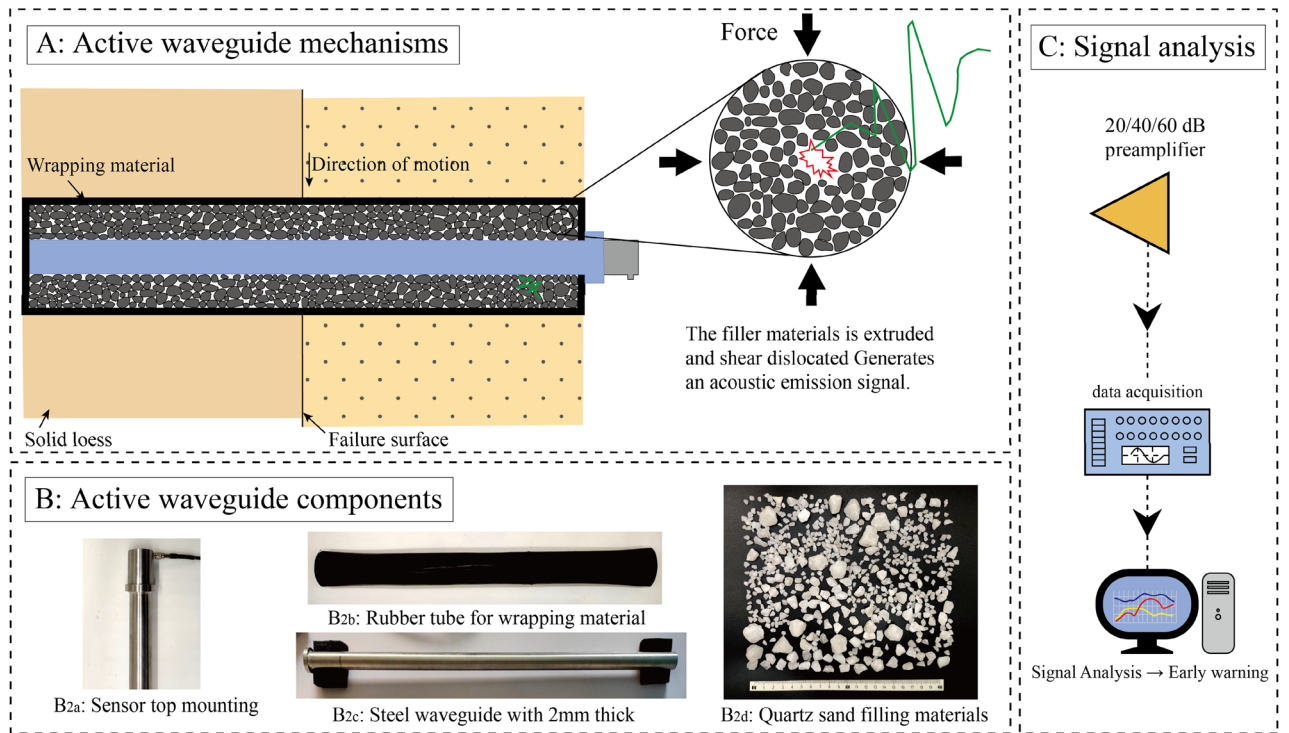 A: Active waveguide mechanisms
Force
Wrapping material
Direction of motion
The filler materials is extruded
and shear dislocated Generates
an acoustic emission signal.
Solid loess
Failure surface
B: Active waveguide components
B2a: Sensor top mounting
B2b: Rubber tube for wrapping material
B2c: Steel waveguide with 2mm thick
B2d: Quartz sand filling materials
C: Signal analysis
20/40/60 dB
preamplifier
data acquisition
Signal Analysis → Early warning